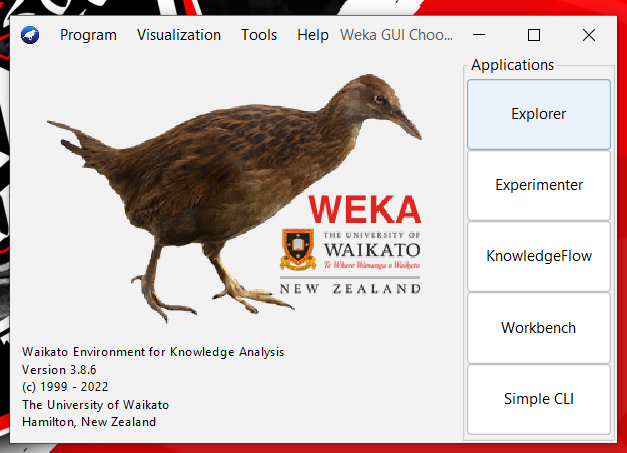 Program Visualization Tools Help Weka GUI Choo...
Applications
Explorer
Experimenter
KnowledgeFlow
Workbench
Simple CLI
WEKA
THE UNIVERSITY OF
WAIKATO
Te Whare Wānanga o Waikato
NEW ZEALAND
Waikato Environment for Knowledge Analysis
Version 3.8.6
(c) 1999 - 2022
The University of Waikato
Hamilton, New Zealand